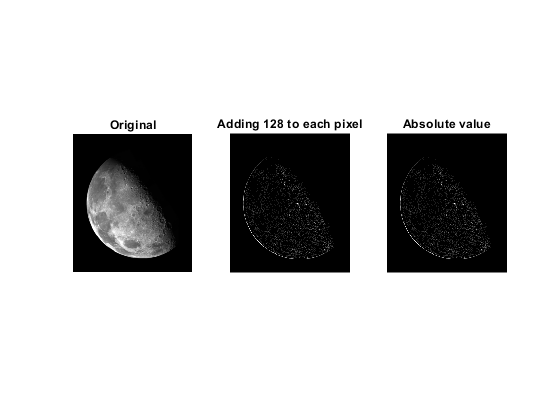 Original
Adding 128 to each pixel
Absolute value